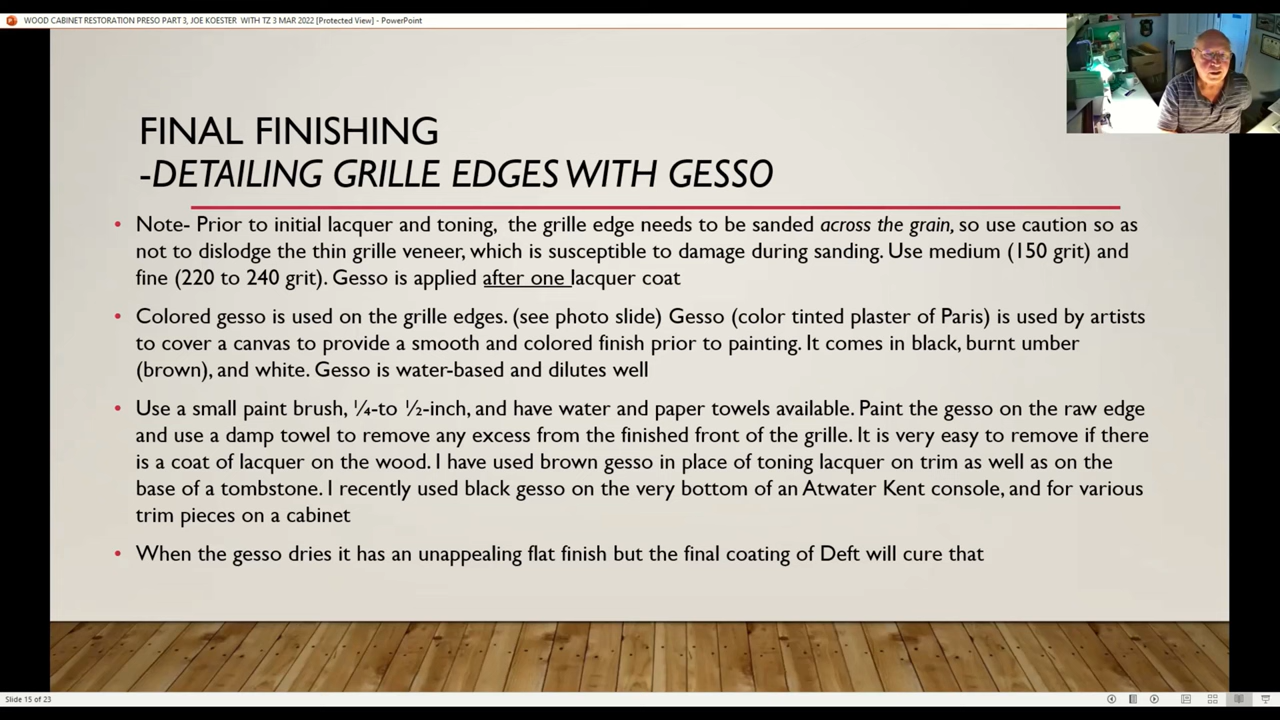 WOOD CABINET RESTORATION PRESO PART 3, JOE KOESTER WITH TZ 3 MAR 2022 [Protected View] - PowerPoint
FINAL FINISHING
-DETAILING GRILLE EDGES WITH GESSO
• Note- Prior to initial lacquer and toning, the grille edge needs to be sanded across the grain, so use caution so as
not to dislodge the thin grille veneer, which is susceptible to damage during sanding. Use medium (150 grit) and
fine (220 to 240 grit). Gesso is applied after one lacquer coat
• Colored gesso is used on the grille edges. (see photo slide) Gesso (color tinted plaster of Paris) is used by artists
to cover a canvas to provide a smooth and colored finish prior to painting. It comes in black, burnt umber
(brown), and white. Gesso is water-based and dilutes well
• Use a small paint brush, ¼-to ½-inch, and have water and paper towels available. Paint the gesso on the raw edge
and use a damp towel to remove any excess from the finished front of the grille. It is very easy to remove if there
is a coat of lacquer on the wood. I have used brown gesso in place of toning lacquer on trim as well as on the
base of a tombstone. I recently used black gesso on the very bottom of an Atwater Kent console, and for various
trim pieces on a cabinet
• When the gesso dries it has an unappealing flat finish but the final coating of Deft will cure that
Slide 15 of 23